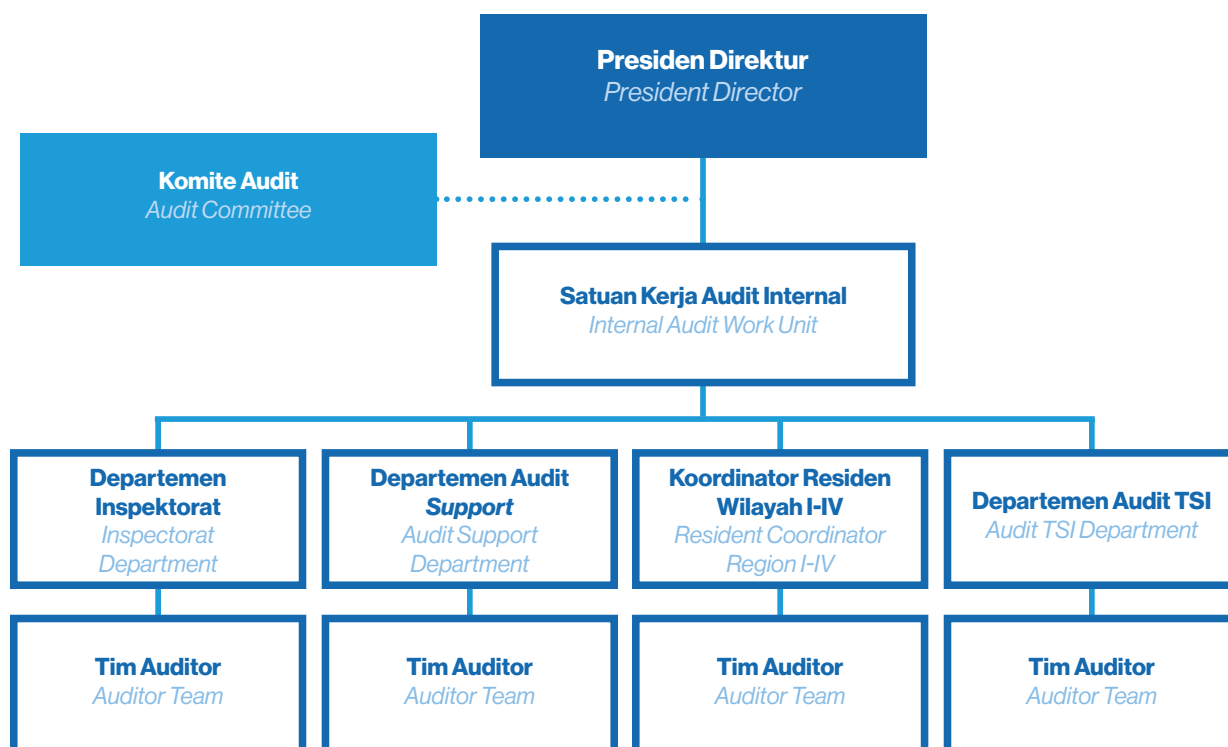 Presiden Direktur
President Director
Komite Audit
Audit Committee
Satuan Kerja Audit Internal
Internal Audit Work Unit
Departemen
Inspektorat
Inspectorat
Department
Departemen Audit
Support
Audit Support
Department
Koordinator Residen
Wilayah I-IV
Resident Coordinator
Region I-IV
Departemen Audit TSI
Audit TSI Department
Tim Auditor
Auditor Team
Tim Auditor
Auditor Team
Tim Auditor
Auditor Team
Tim Auditor
Auditor Team